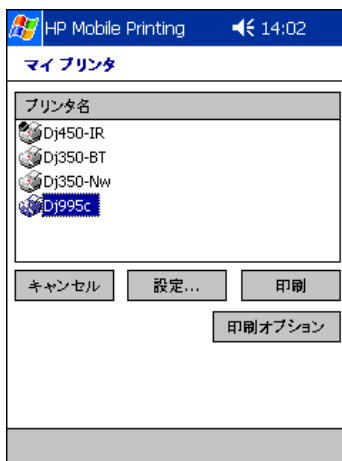 HP Mobile Printing 14:02
マイ プリンタ
プリンタ名
Dj450-IR
Dj350-BT
Dj350-Nw
Dj995c
キャンセル 設定... 印刷
印刷オプション